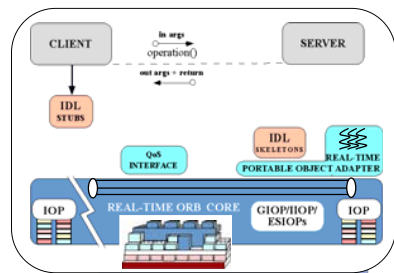 CLIENT
in args
operation()
SERVER
out args + return
IDL
STUBS
IDL
SKELETONS
REAL-TIME
QoS
INTERFACE
PORTABLE OBJECT ADAPTER
IOP
REAL-TIME ORB CORE
GIOP/IIOP/
ESIOPs
IOP